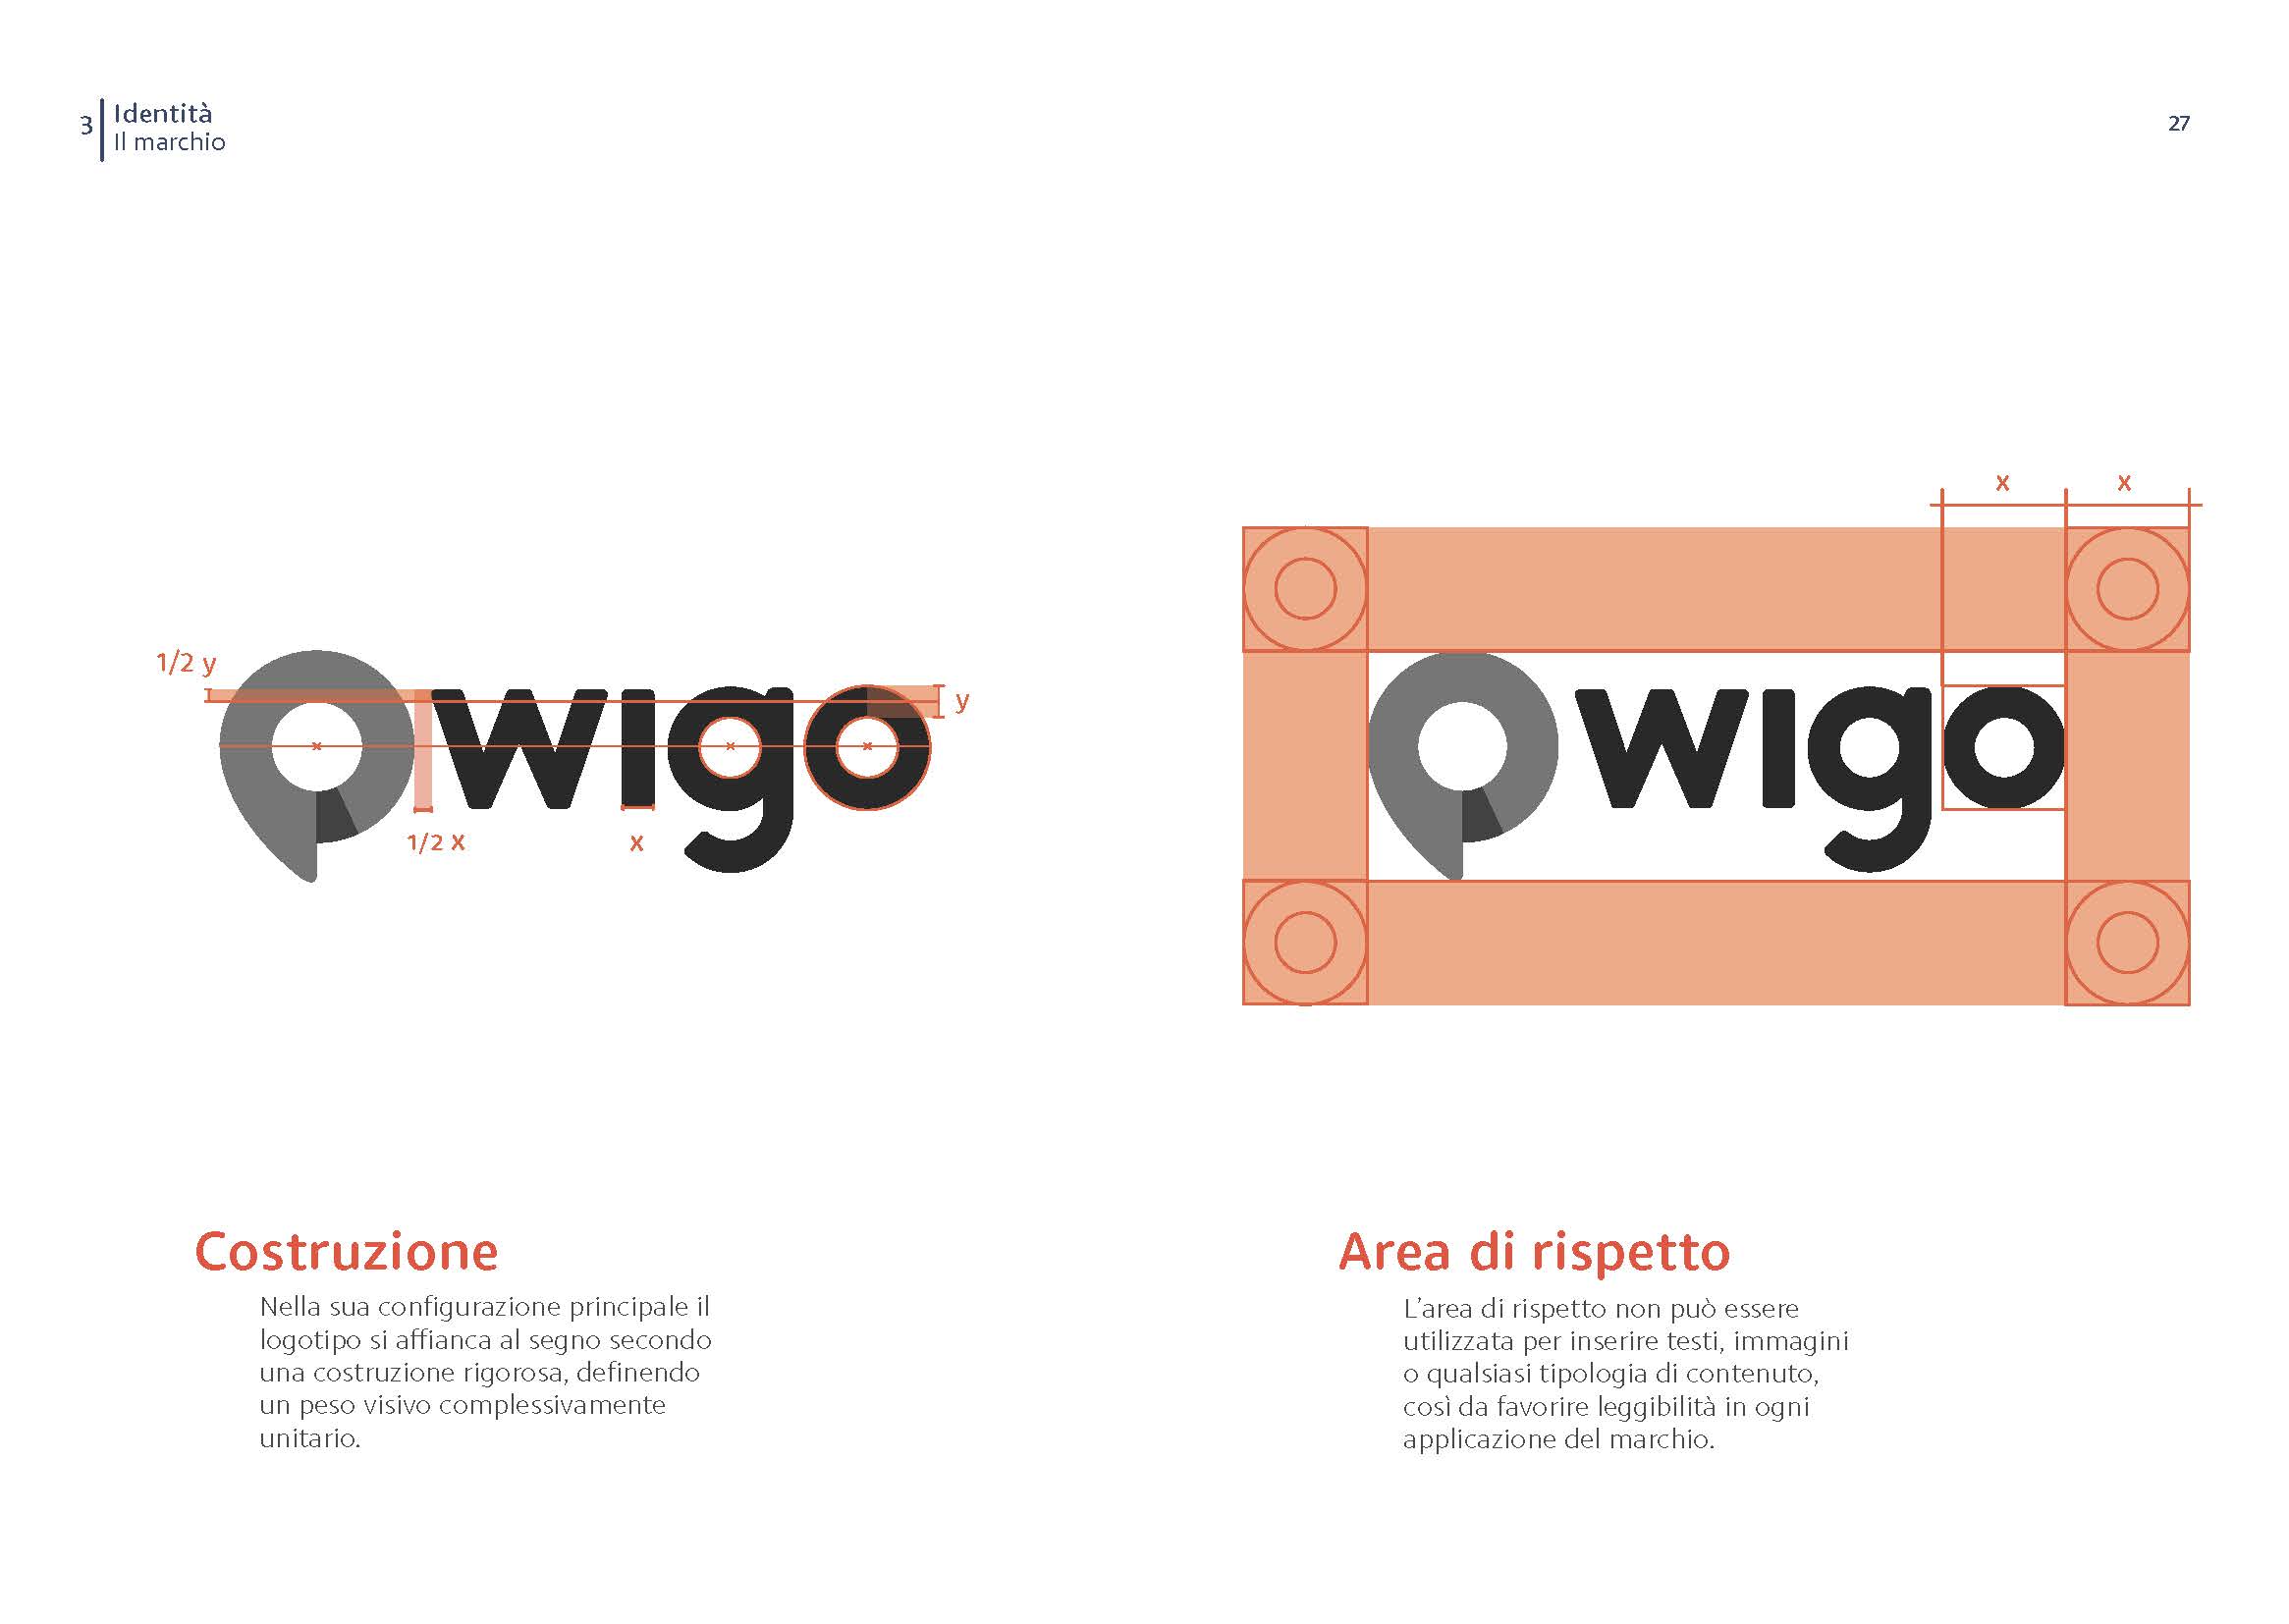 3
Identità
Il marchio
27
1/2 y
wigo
y
1/2 x
x
x
x
wigo
Costruzione
Nella sua configurazione principale il
logotipo si affianca al segno secondo
una costruzione rigorosa, definendo
un peso visivo complessivamente
unitario.
Area di rispetto
L’area di rispetto non può essere
utilizzata per inserire testi, immagini
o qualsiasi tipologia di contenuto,
così da favorire leggibilità in ogni
applicazione del marchio.